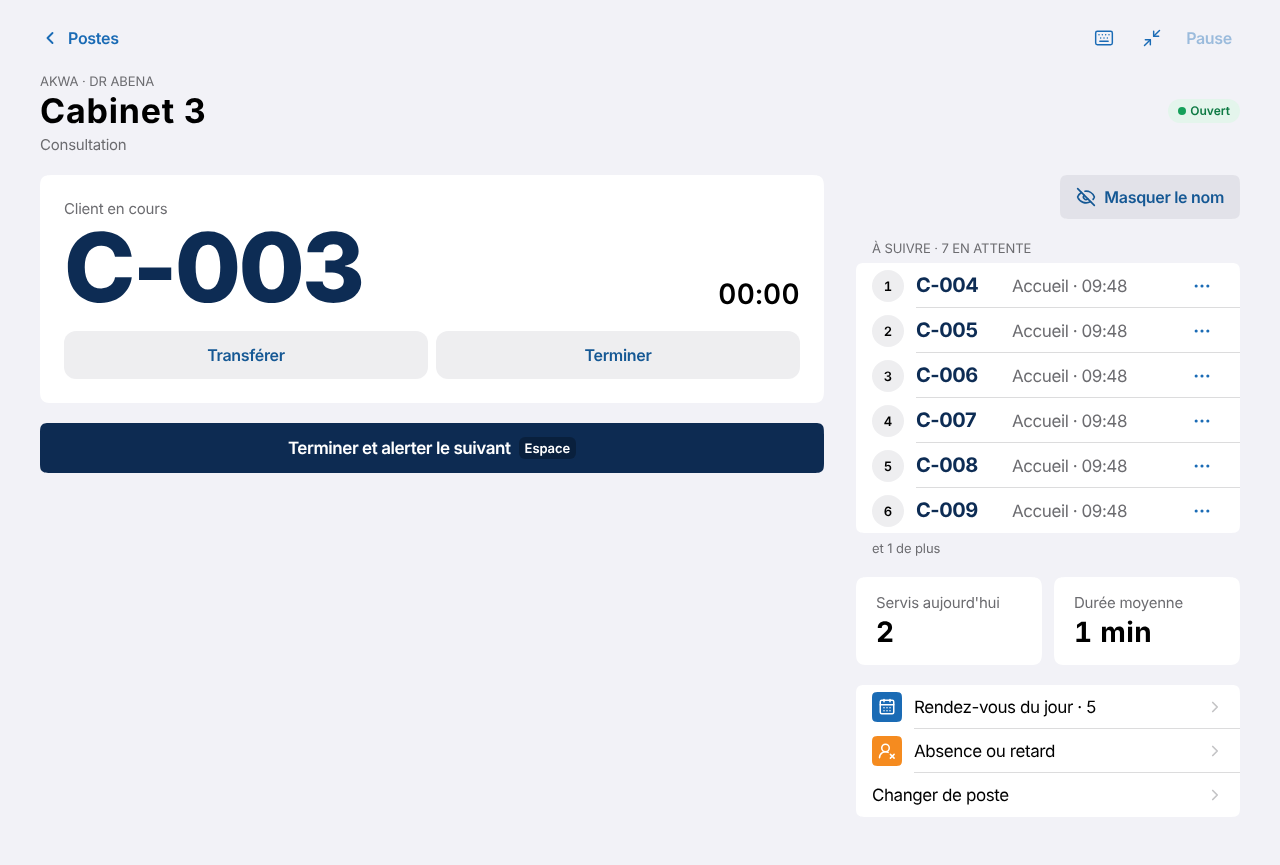 Postes
Pause
AKWA · DR ABENA
Cabinet 3
Ouvert
Consultation
Client en cours
C-003
00:00
Transférer
Terminer
Terminer et alerter le suivant Espace
Masquer le nom
À SUIVRE · 7 EN ATTENTE
1 C-004 Accueil · 09:48
2 C-005 Accueil · 09:48
3 C-006 Accueil · 09:48
4 C-007 Accueil · 09:48
5 C-008 Accueil · 09:48
6 C-009 Accueil · 09:48
et 1 de plus
Servis aujourd'hui
2
Durée moyenne
1 min
Rendez-vous du jour · 5
Absence ou retard
Changer de poste